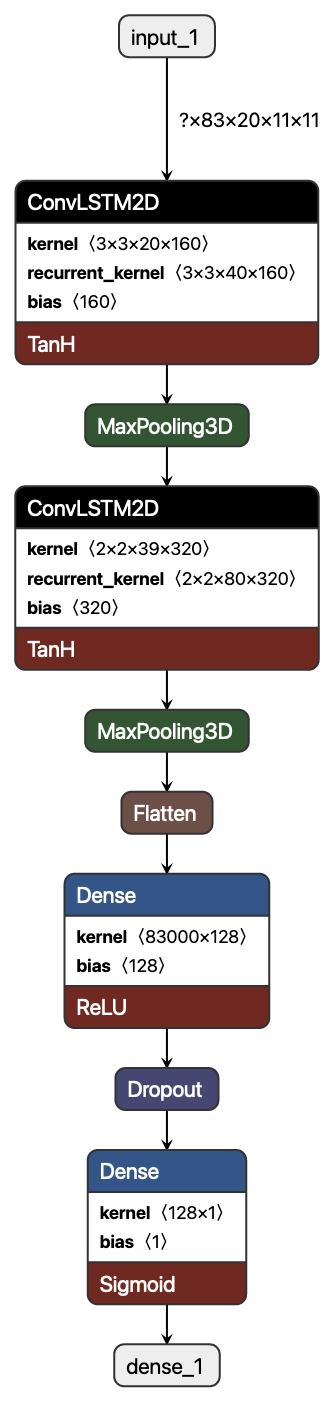 input_1
?×83×20×11×11
ConvLSTM2D
kernel ⟨3×3×20×160⟩
recurrent_kernel ⟨3×3×40×160⟩
bias ⟨160⟩
TanH
MaxPooling3D
ConvLSTM2D
kernel ⟨2×2×39×320⟩
recurrent_kernel ⟨2×2×80×320⟩
bias ⟨320⟩
TanH
MaxPooling3D
Flatten
Dense
kernel ⟨83000×128⟩
bias ⟨128⟩
ReLU
Dropout
Dense
kernel ⟨128×1⟩
bias ⟨1⟩
Sigmoid
dense_1